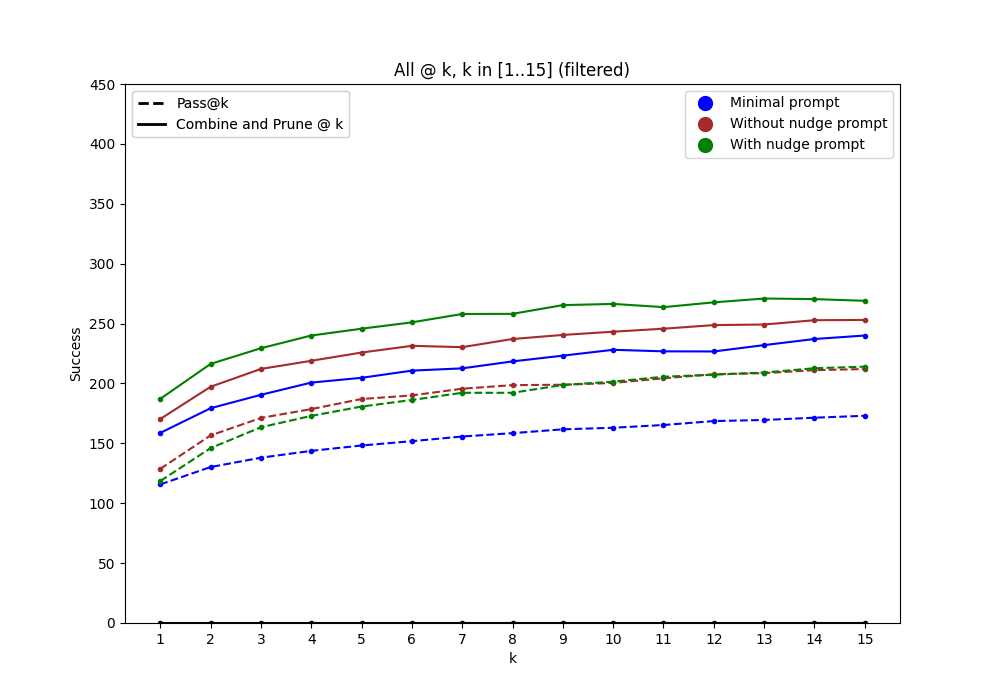 All @ k, k in [1..15] (filtered)
Pass@k
Combine and Prune @ k
Minimal prompt
Without nudge prompt
With nudge prompt
Success
450
400
350
300
250
200
150
100
50
0
1 2 3 4 5 6 7 8 9 10 11 12 13 14 15
k